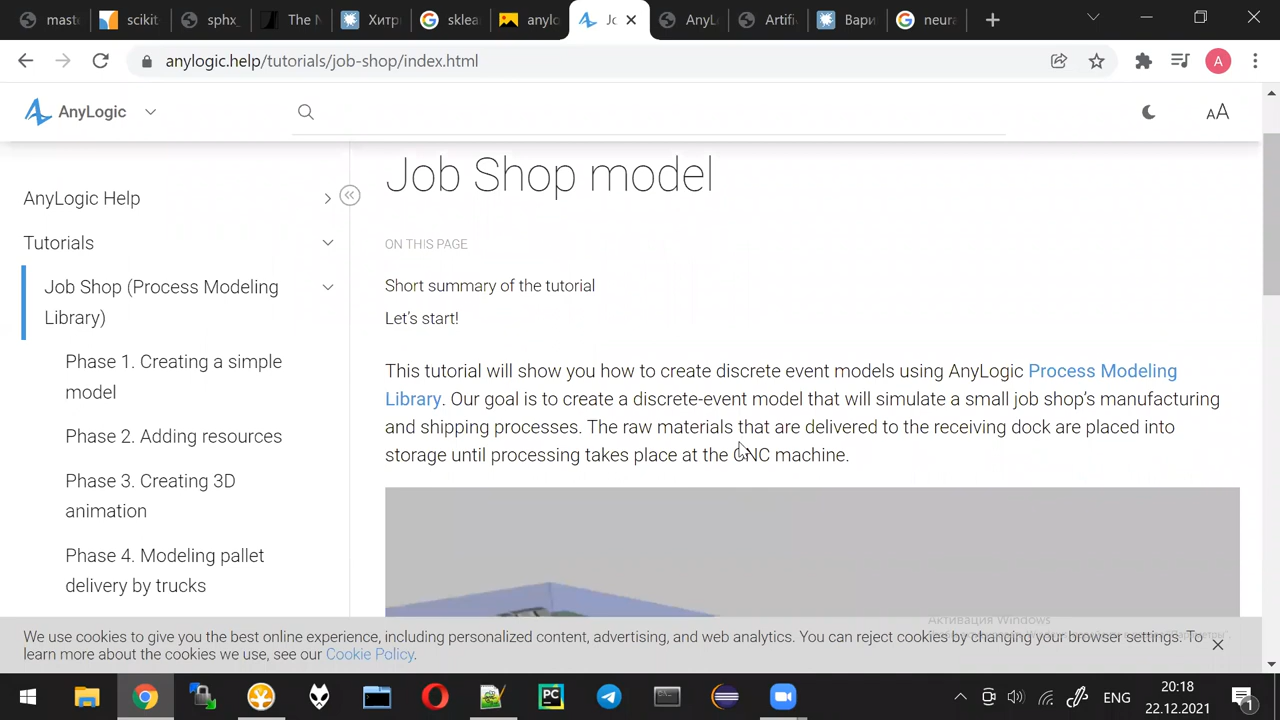 maste
scikit
sphx_
The N
Хитр
sklea
anylo
Jc
AnyL
Artifi
Вари
neura
anylogic.help/tutorials/job-shop/index.html
A
AnyLogic
AA
Job Shop model
AnyLogic Help
Tutorials
Job Shop (Process Modeling
Library)
Phase 1. Creating a simple
model
Phase 2. Adding resources
Phase 3. Creating 3D
animation
Phase 4. Modeling pallet
delivery by trucks
ON THIS PAGE
Short summary of the tutorial
Let's start!
This tutorial will show you how to create discrete event models using AnyLogic Process Modeling
Library. Our goal is to create a discrete-event model that will simulate a small job shop's manufacturing
and shipping processes. The raw materials that are delivered to the receiving dock are placed into
storage until processing takes place at the CNC machine.
Активация Windows
We use cookies to give you the best online experience, including personalized content, advertising, and web analytics. You can reject cookies by changing your settings. To
learn more about the cookies we use, see our Cookie Policy.
PC
ENG
20:18
22.12.2021
1